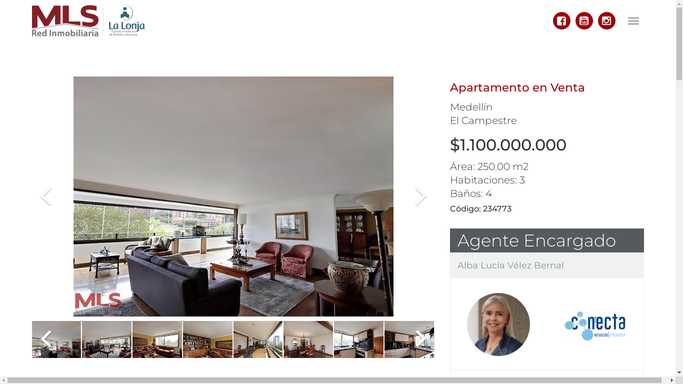 MLS
Red Inmobiliaria
La Lonja
Apartamento en Venta
Medellín
El Campestre
$1.100.000.000
Área: 250.00 m2
Habitaciones: 3
Baños: 4
Código: 234773
MLS
Agente Encargado
Alba Lucía Vélez Bernal
conecta